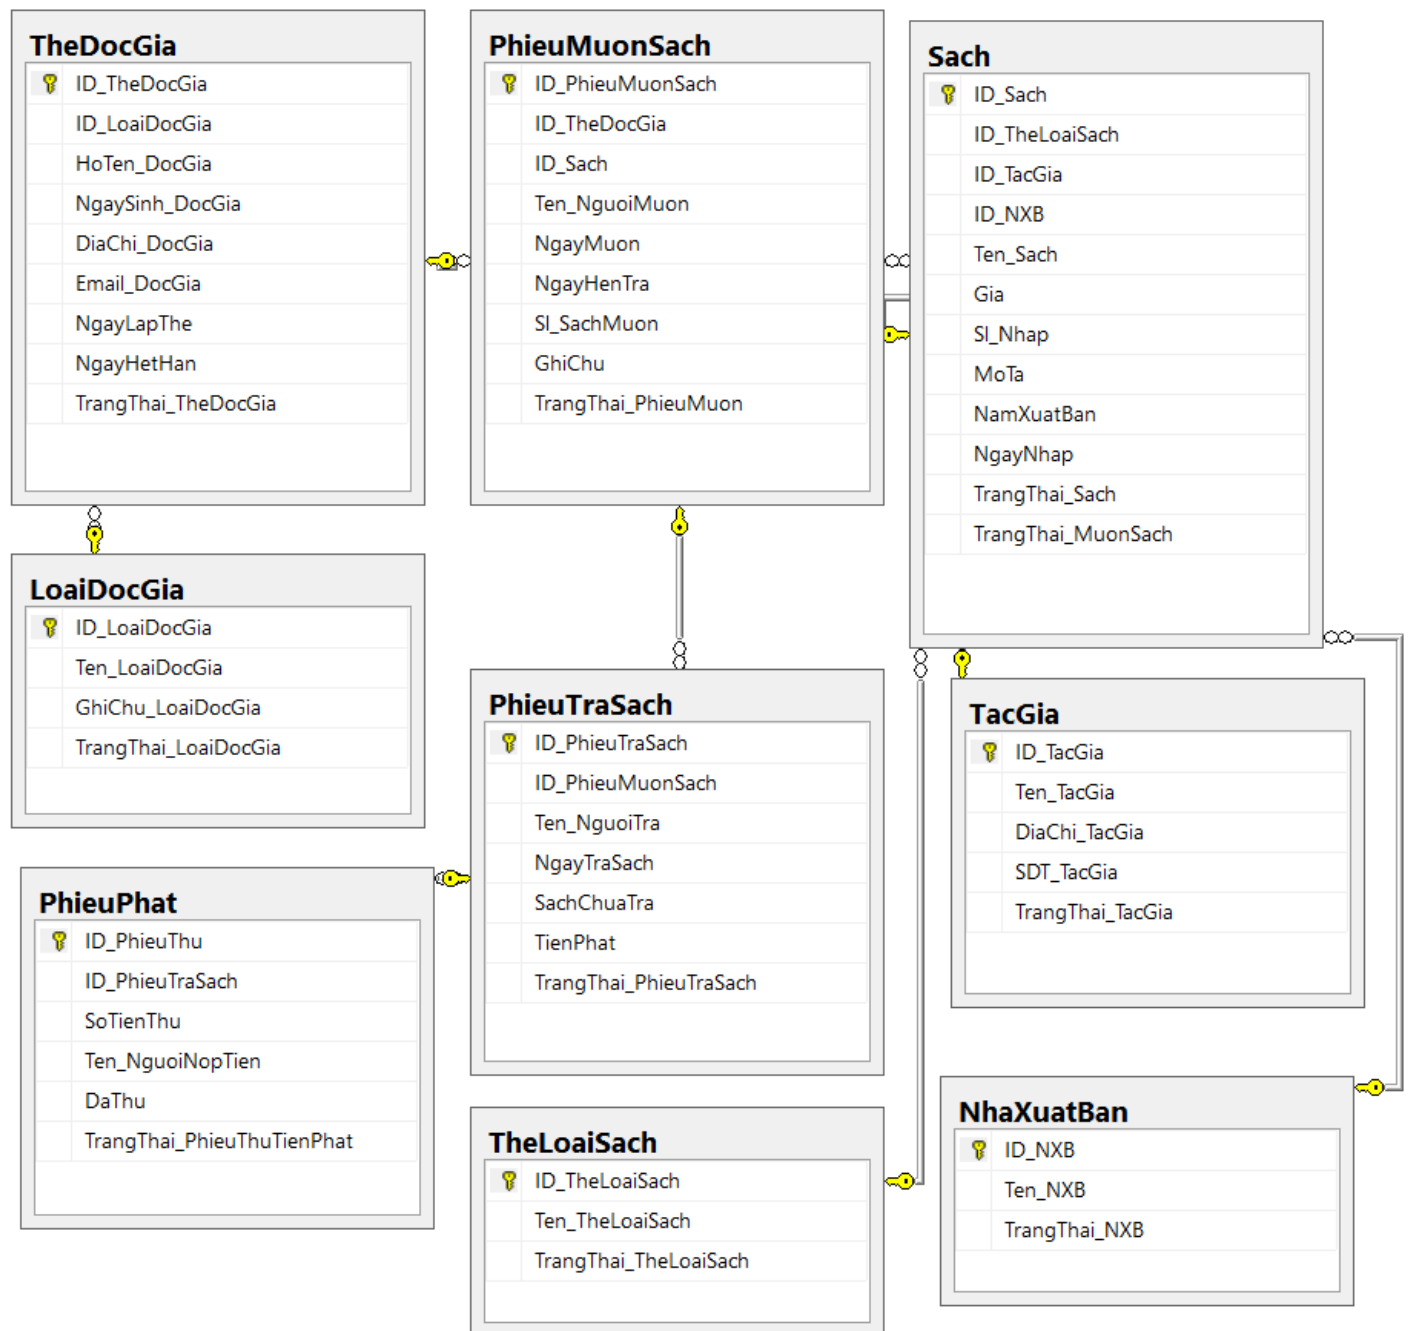 TheDocGia
ID_TheDocGia
ID_LoaiDocGia
HoTen_DocGia
NgaySinh_DocGia
DiaChi_DocGia
Email_DocGia
NgayLapThe
NgayHetHan
TrangThai_TheDocGia
PhieuMuonSach
ID_PhieuMuonSach
ID_TheDocGia
ID_Sach
Ten_NguoiMuon
NgayMuon
NgayHenTra
Sl_SachMuon
GhiChu
TrangThai_PhieuMuon
Sach
ID_Sach
ID_TheLoaiSach
ID_TacGia
ID_NXB
Ten_Sach
Gia
Sl_Nhap
MoTa
NamXuatBan
NgayNhap
TrangThai_Sach
TrangThai_MuonSach
LoaiDocGia
ID_LoaiDocGia
Ten_LoaiDocGia
GhiChu_LoaiDocGia
TrangThai_LoaiDocGia
PhieuTraSach
ID_PhieuTraSach
ID_PhieuMuonSach
Ten_NguoiTra
NgayTraSach
SachChuaTra
TienPhat
TrangThai_PhieuTraSach
TacGia
ID_TacGia
Ten_TacGia
DiaChi_TacGia
SDT_TacGia
TrangThai_TacGia
PhieuPhat
ID_PhieuThu
ID_PhieuTraSach
SoTienThu
Ten_NguoiNopTien
DaThu
TrangThai_PhieuThuTienPhat
TheLoaiSach
ID_TheLoaiSach
Ten_TheLoaiSach
TrangThai_TheLoaiSach
NhaXuatBan
ID_NXB
Ten_NXB
TrangThai_NXB